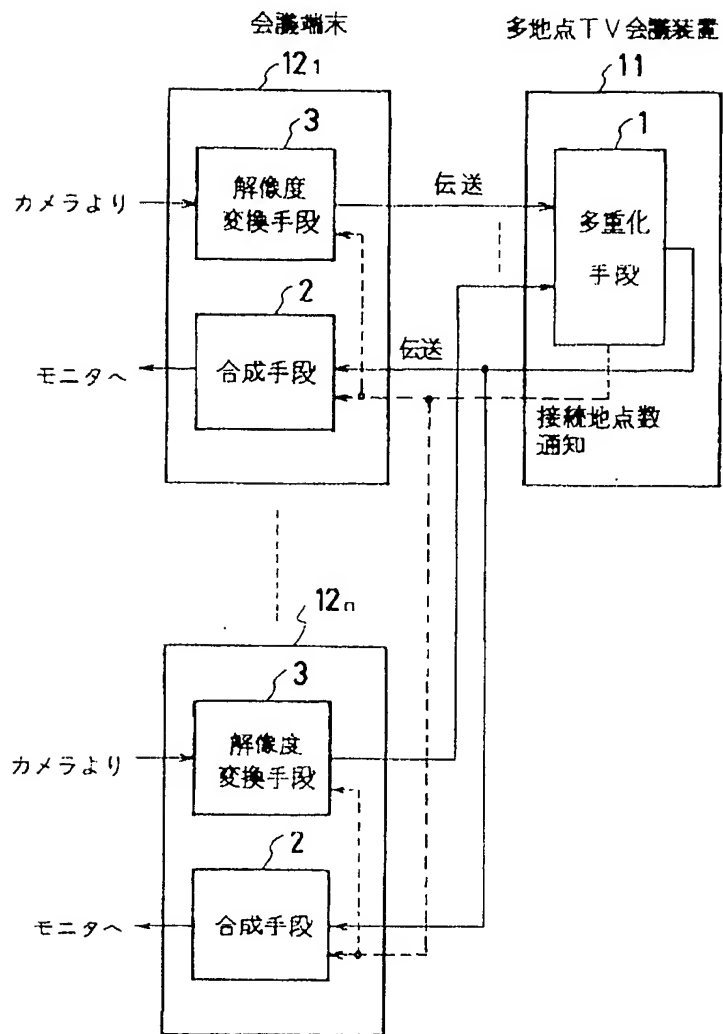 会議端末
多地点TV会議装置
12₁
11
3
1
解像度
変換手段
カメラより
伝送
多重化
手段
2
合成手段
モニタへ
伝送
接続地点数
通知
12ₙ
3
解像度
変換手段
カメラより
2
合成手段
モニタへ